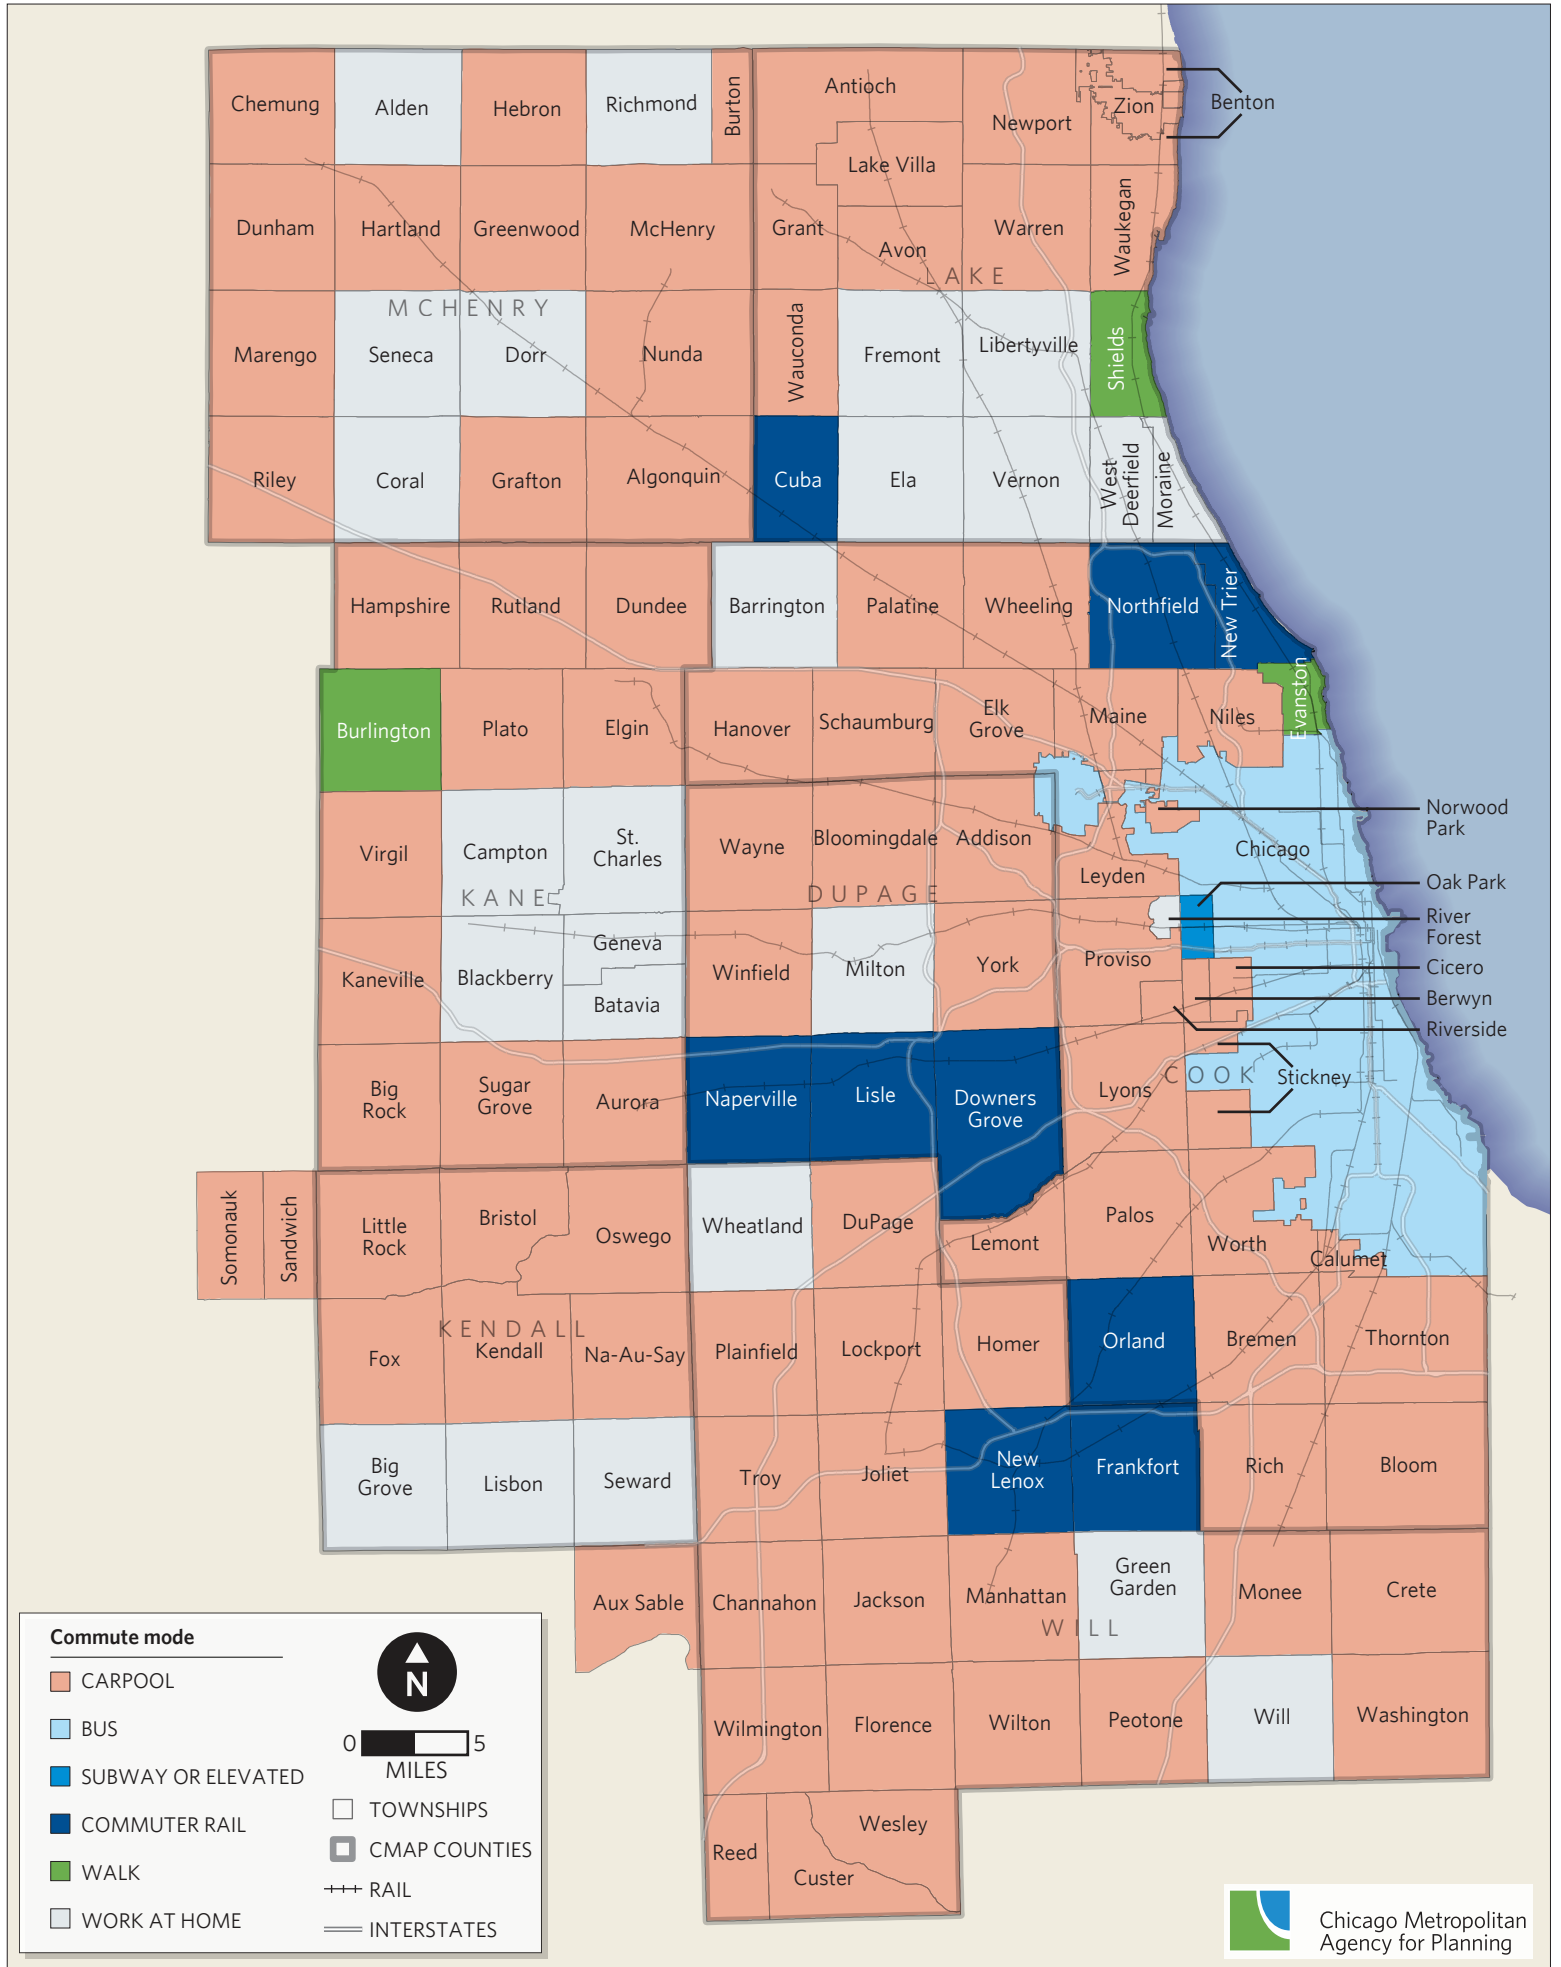 Chemung
Alden
Hebron
Richmond
Burton
Antioch
Newport
Zion
Benton
Lake Villa
Dunham
Hartland
Greenwood
McHenry
Grant
Avon
Warren
Waukegan
LAKE
MCHENRY
Marengo
Seneca
Dorr
Nunda
Wauconda
Fremont
Libertyville
Shields
Riley
Coral
Grafton
Algonquin
Cuba
Ela
Vernon
West
Deerfield
Moraine
Hampshire
Rutland
Dundee
Barrington
Palatine
Wheeling
Northfield
New Trier
Evanston
Burlington
Plato
Elgin
Hanover
Schaumburg
Elk
Grove
Maine
Niles
Norwood
Park
Virgil
Campton
St.
Charles
Wayne
Bloomingdale
Addison
Chicago
Leyden
Oak Park
KANE
DUPAGE
River
Forest
Kaneville
Blackberry
Geneva
Batavia
Winfield
Milton
York
Proviso
Cicero
Berwyn
Riverside
Big
Rock
Sugar
Grove
Aurora
Naperville
Lisle
Downers
Grove
Lyons
COOK
Stickney
Somonauk
Sandwich
Little
Rock
Bristol
Oswego
Wheatland
DuPage
Lemont
Palos
Worth
Calumet
KENDALL
Fox
Kendall
Na-Au-Say
Plainfield
Lockport
Homer
Orland
Bremen
Thornton
Big
Grove
Lisbon
Seward
Troy
Joliet
New
Lenox
Frankfort
Rich
Bloom
Aux Sable
Channahon
Jackson
Manhattan
Green
Garden
Monee
Crete
WILL
Wilmington
Florence
Wilton
Peotone
Will
Washington
Reed
Custer
Wesley
Commute mode
CARPOOL
BUS
SUBWAY OR ELEVATED
COMMUTER RAIL
WALK
WORK AT HOME
N
0 5
MILES
TOWNSHIPS
CMAP COUNTIES
RAIL
INTERSTATES
Chicago Metropolitan
Agency for Planning